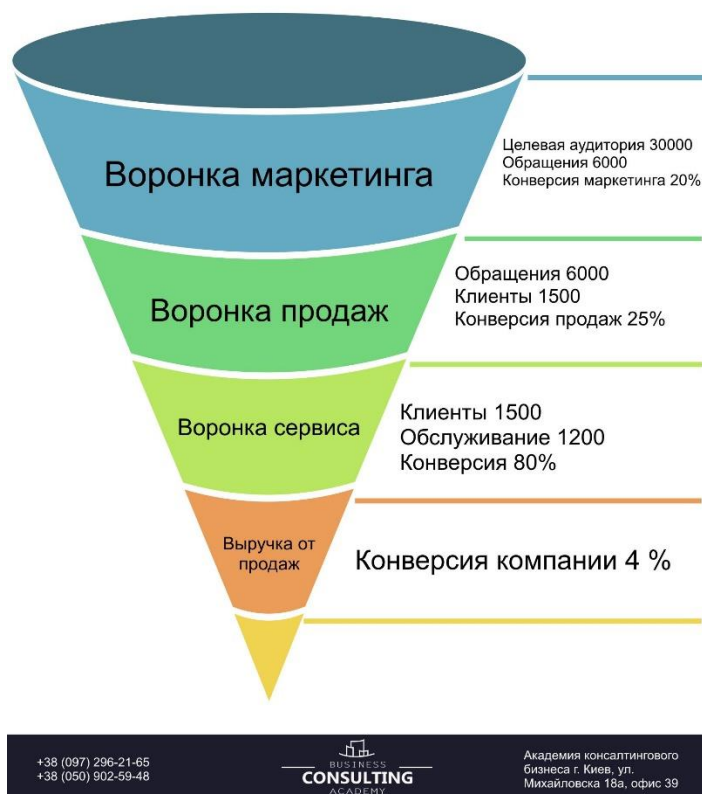 Воронка маркетинга
Целевая аудитория 30000
Обращения 6000
Конверсия маркетинга 20%
Воронка продаж
Обращения 6000
Клиенты 1500
Конверсия продаж 25%
Воронка сервиса
Клиенты 1500
Обслуживание 1200
Конверсия 80%
Выручка от
продаж
Конверсия компании 4 %
+38 (097) 296-21-65
+38 (050) 902-59-48
BUSINESS
CONSULTING
ACADEMY
Академия консалтингового
бизнеса г. Киев, ул.
Михайловска 18а, офис 39